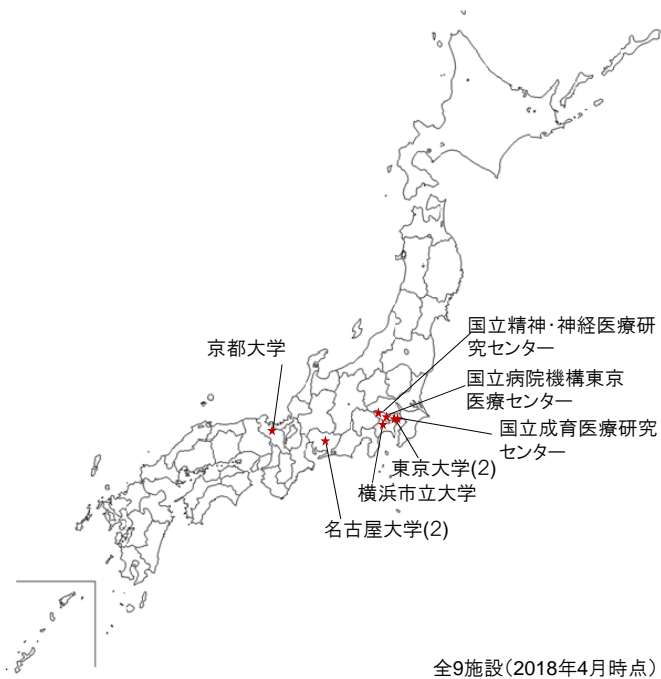 国立精神・神経医療研
究センター
京都大学
国立病院機構東京
医療センター
国立成育医療研究
センター
東京大学(2)
横浜市立大学
名古屋大学(2)
全9施設(2018年4月時点)